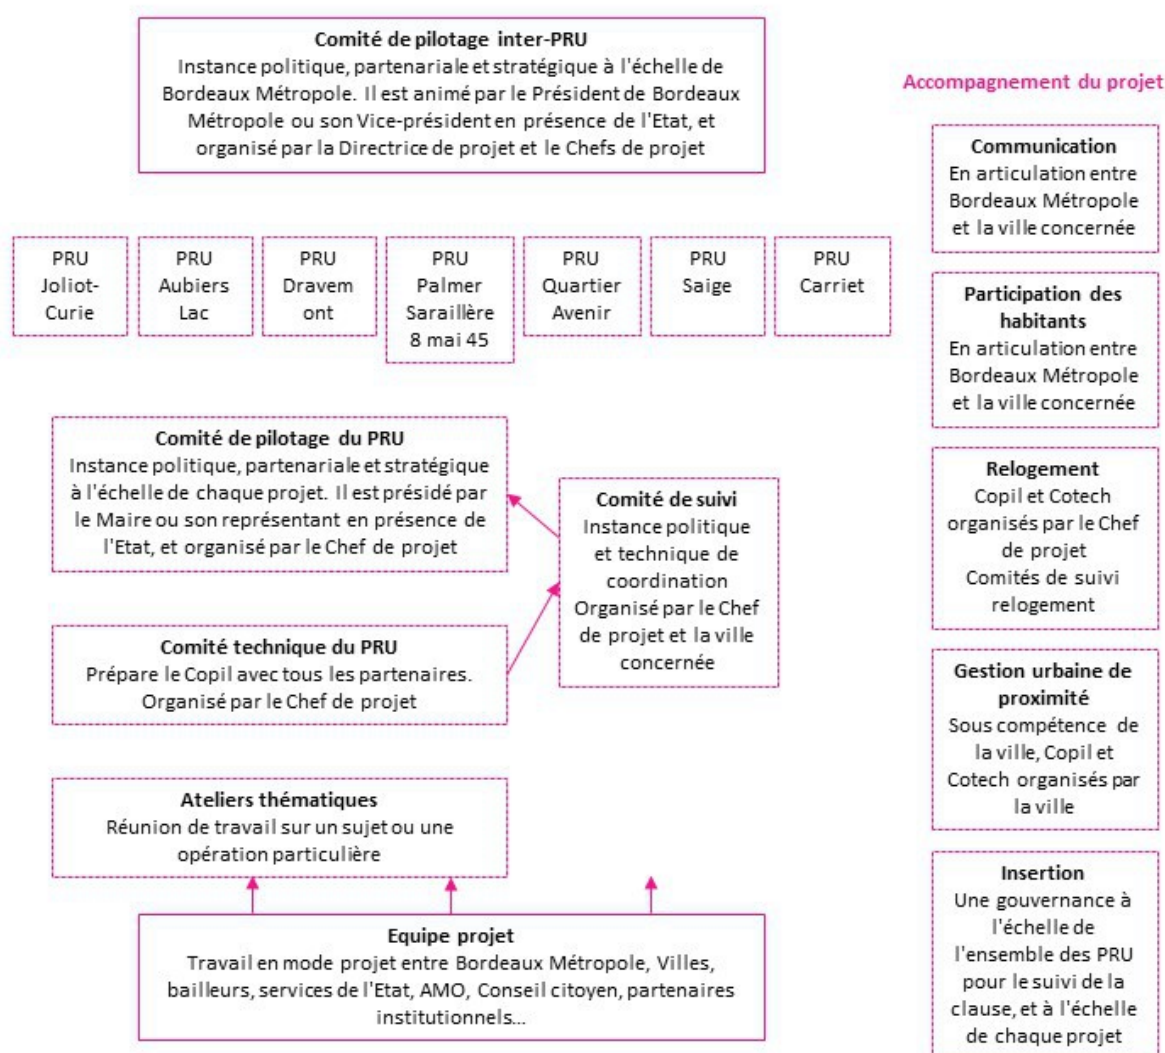 Comité de pilotage inter-PRU
Instance politique, partenariale et stratégique à l'échelle de
Bordeaux Métropole. Il est animé par le Président de Bordeaux
Métropole ou son Vice-président en présence de l'Etat, et
organisé par la Directrice de projet et le Chefs de projet
PRU
Joliot-
Curie
PRU
Aubiers
Lac
PRU
Dravem
ont
PRU
Palmer
Saraillère
8 mai 45
PRU
Quartier
Avenir
PRU
Saige
PRU
Carriet
Comité de pilotage du PRU
Instance politique, partenariale et stratégique
à l'échelle de chaque projet. Il est présidé par
le Maire ou son représentant en présence de
l'Etat, et organisé par le Chef de projet
Comité de suivi
Instance politique
et technique de
coordination
Organisé par le Chef
de projet et la ville
concernée
Comité technique du PRU
Prépare le Copil avec tous les partenaires.
Organisé par le Chef de projet
Ateliers thématiques
Réunion de travail sur un sujet ou une
opération particulière
Equipe projet
Travail en mode projet entre Bordeaux Métropole, Villes,
bailleurs, services de l'Etat, AMO, Conseil citoyen, partenaires
institutionnels...
Accompagnement du projet
Communication
En articulation entre
Bordeaux Métropole
et la ville concernée
Participation des
habitants
En articulation entre
Bordeaux Métropole
et la ville concernée
Relogement
Copil et Cotech
organisés par le Chef
de projet
Comités de suivi
relogement
Gestion urbaine de
proximité
Sous compétence de
la ville, Copil et
Cotech organisés par
la ville
Insertion
Une gouvernance à
l'échelle de
l'ensemble des PRU
pour le suivi de la
clause, et à l'échelle
de chaque projet